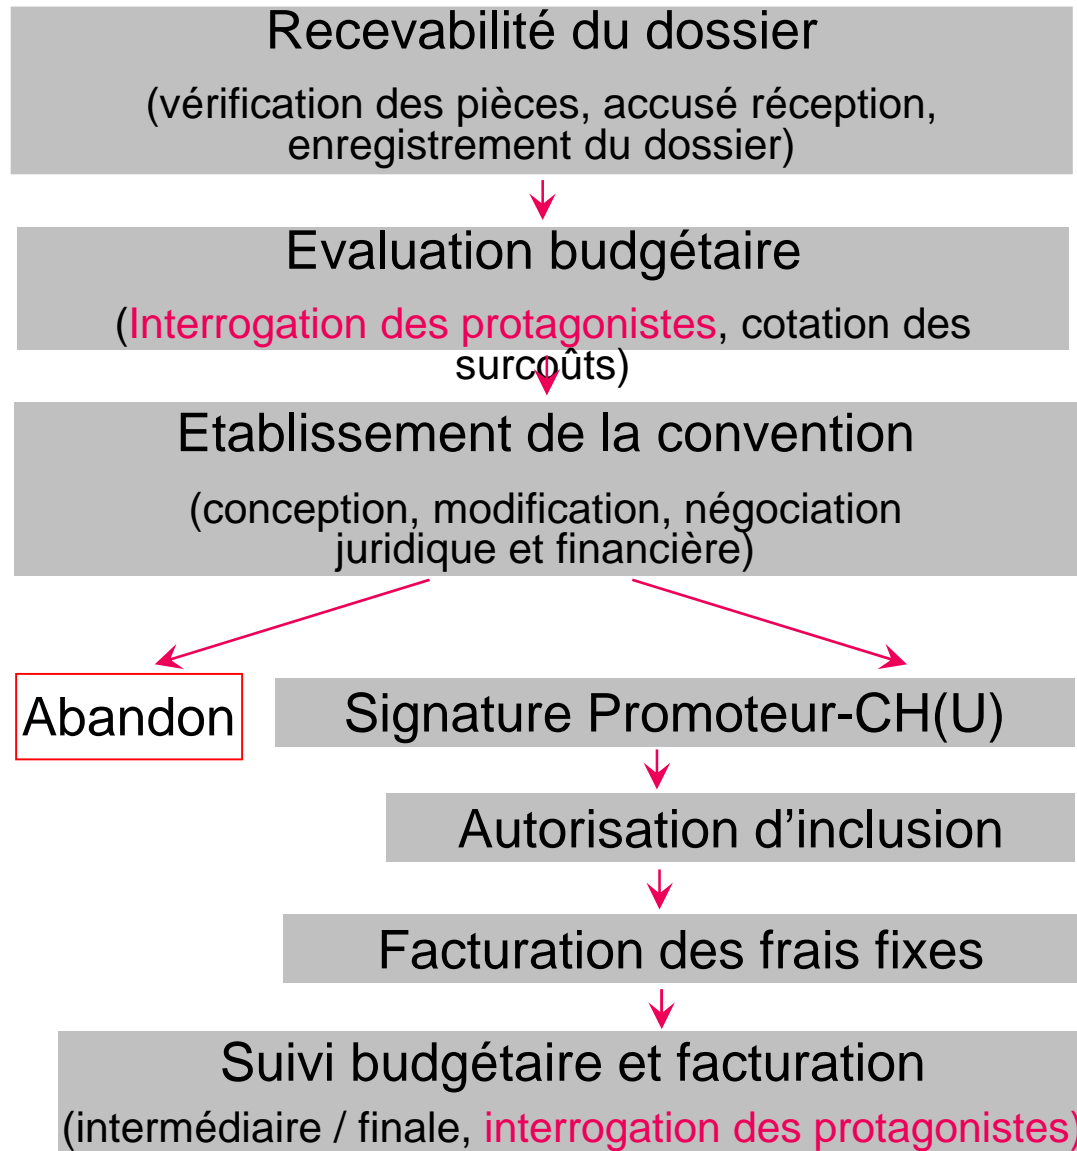 Recevabilité du dossier
(vérification des pièces, accusé réception,
enregistrement du dossier)
Evaluation budgétaire
(Interrogation des protagonistes, cotation des
surcoûts)
Etablissement de la convention
(conception, modification, négociation
juridique et financière)
Abandon
Signature Promoteur-CH(U)
Autorisation d’inclusion
Facturation des frais fixes
Suivi budgétaire et facturation
(intermédiaire / finale, interrogation des protagonistes)